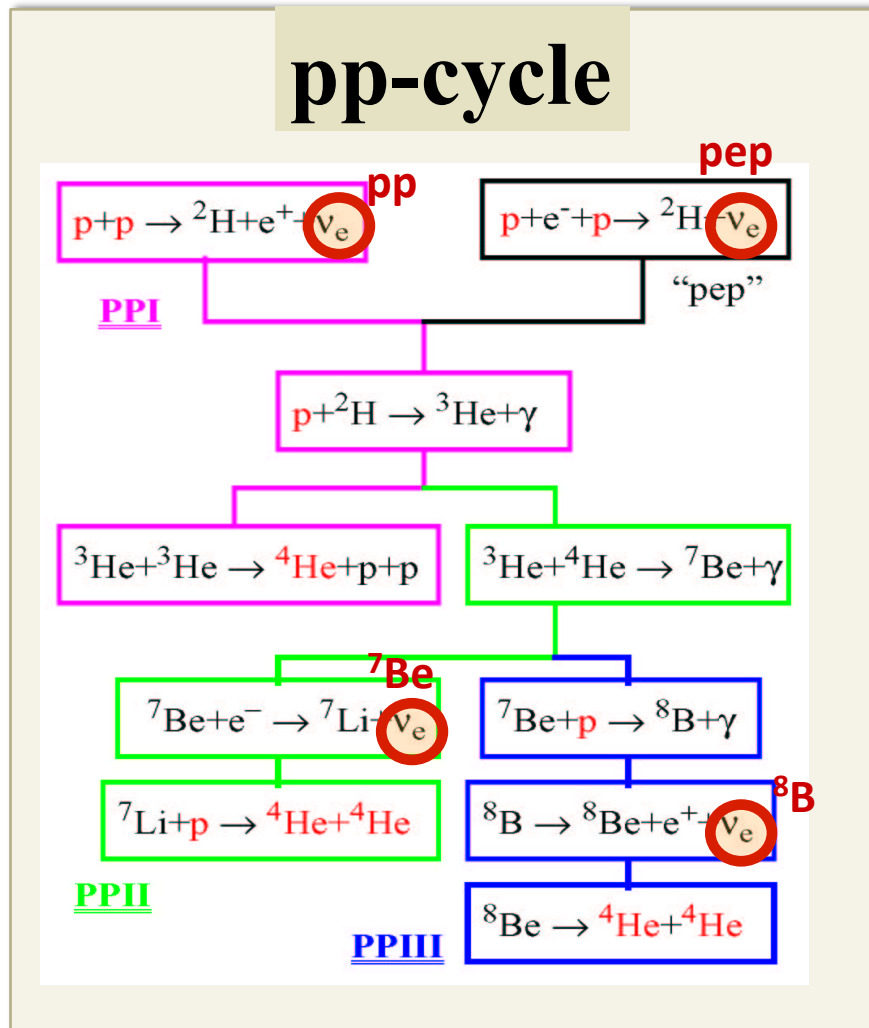 pp-cycle
pp
pep
p+p → ²H+e⁺+νₑ
p+e⁻+p→ ²H+νₑ
"pep"
PPI
p+²H → ³He+γ
³He+³He → ⁴He+p+p
³He+⁴He → ⁷Be+γ
⁷Be
⁷Be+e⁻ → ⁷Li+νₑ
⁷Be+p → ⁸B+γ
⁸B
⁷Li+p → ⁴He+⁴He
⁸B → ⁸Be+e⁺+νₑ
PPII
⁸Be → ⁴He+⁴He
PPIII